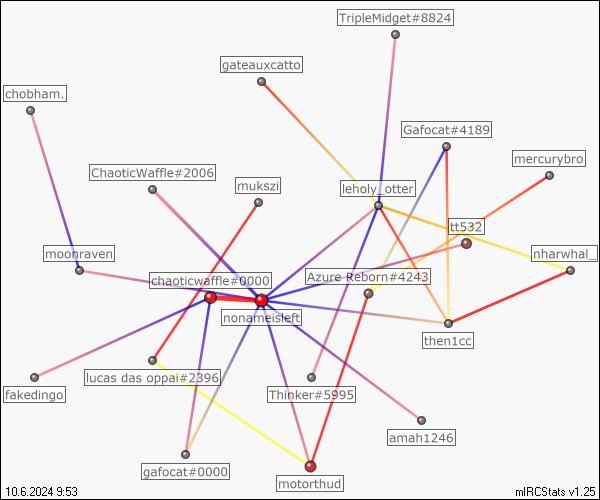 TripleMidget#8824
gateauxcatto
chobham.
Gafocat#4189
mercurybro
ChaoticWaffle#2006
mukszi
leholy_otter
tt532
moohraven
nharwhal_
chaoticwaffle#0000
Azure Reborn#4243
nonameisleft
then1cc
lucas das oppai#2396
fakedingo
Thinker#5995
amah1246
gafocat#0000
motorthud
10.6.2024 9:53
mIRCStats v1.25